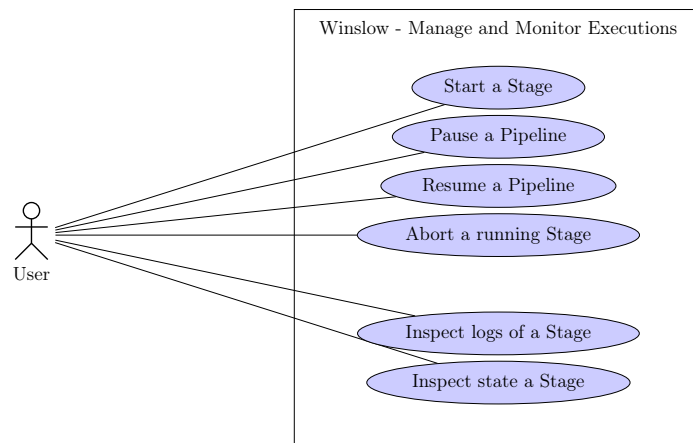 Winslow - Manage and Monitor Executions
Start a Stage
Pause a Pipeline
Resume a Pipeline
Abort a running Stage
User
Inspect logs of a Stage
Inspect state a Stage